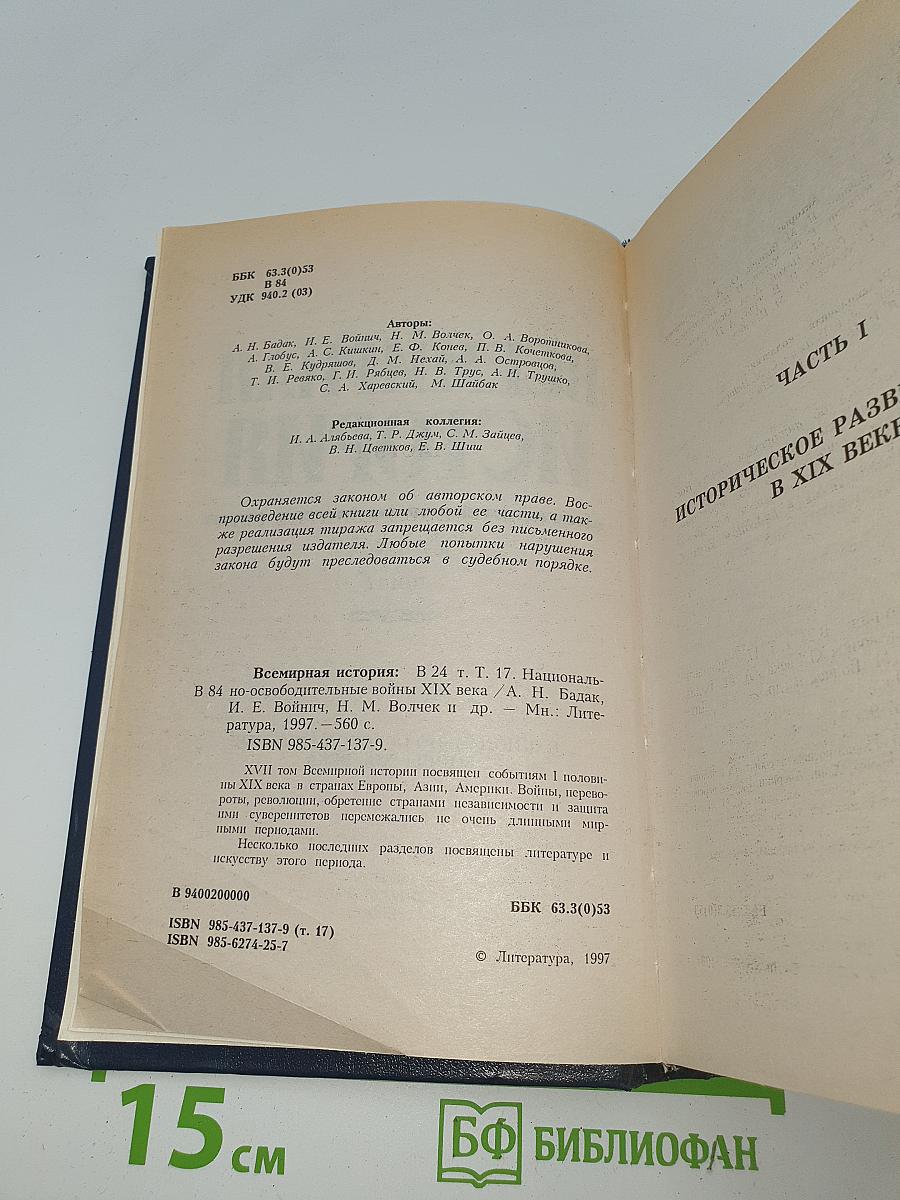 ББК 63.3(0)53
В 84
УДК 940.2 (03)
Авторы:
А. Н. Бадак, И. Е. Войнич, Н. М. Волчек, О. А. Воротникова,
А. Глобус, А. С. Кишкин, Е. Ф. Конев, П. В. Кочеткова,
В. Е. Кудряшов, Д. М. Нехай, А. А. Островцов,
Т. И. Ревяко, Г. И. Рябцев, Н. В. Трус, А. И. Трушко,
С. А. Харевский, М. Шайбак
Редакционная коллегия:
И. А. Алябьева, Т. Р. Джум, С. М. Зайцев,
В. Н. Цветков, Е. В. Шиш
Охраняется законом об авторском праве. Вос-
произведение всей книги или любой ее части, а так-
же реализация тиража запрещается без письменного
разрешения издателя. Любые попытки нарушения
закона будут преследоваться в судебном порядке.
Всемирная история: В 24 т. Т. 17. Националь-
В 84 но-освободительные войны XIX века / А. Н. Бадак,
И. Е. Войнич, Н. М. Волчек и др. — Мн.: Лите-
ратура, 1997. — 560 с.
ISBN 985-437-137-9.
XVII том Всемирной истории посвящен событиям I полови-
ны XIX века в странах Европы, Азии, Америки. Войны, перево-
роты, революции, обретение странами независимости и защита
ими суверенитетов перемежались не очень длинными мир-
ными периодами.
Несколько последних разделов посвящены литературе и
искусству этого периода.
В 9400200000
ББК 63.3(0)53
ISBN 985-437-137-9 (т. 17)
ISBN 985-6274-25-7
© Литература, 1997
ЧАСТЬ I
ИСТОРИЧЕСКОЕ РАЗВ
В XIX ВЕК
15 см
БФ БИБЛИОФАН